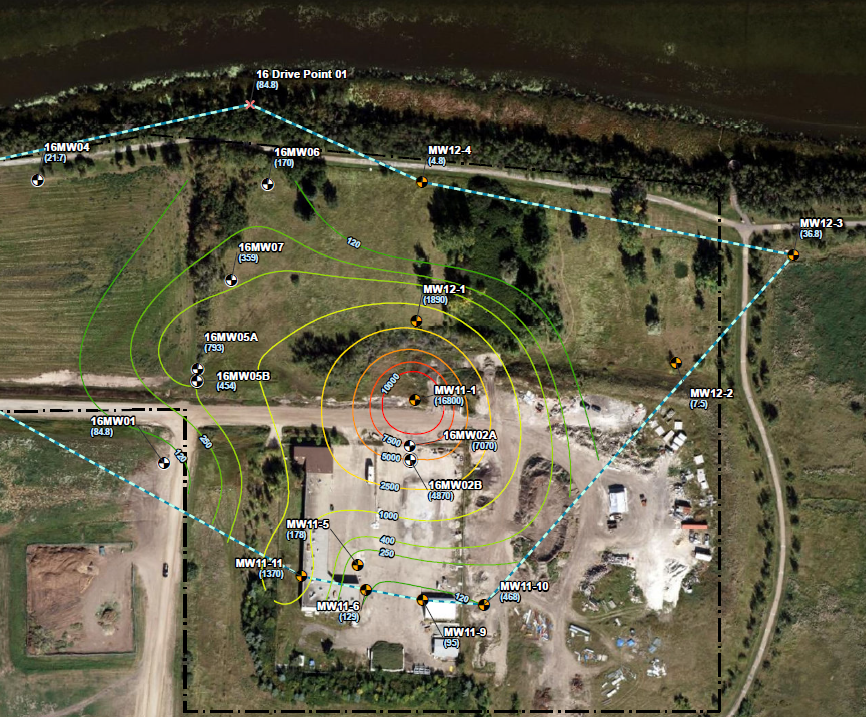 16 Drive Point 01
(84.8)
16MW04
(21.7)
16MW06
(170)
MW12-4
(4.8)
MW12-3
(36.8)
120
16MW07
(359)
MW12-1
(1890)
16MW05A
(793)
16MW05B
(454)
10000
MW11-1
(16800)
MW12-2
(7.5)
16MW01
(84.8)
120
250
7500
16MW02A
(7070)
5000
16MW02B
(4870)
2500
1000
MW11-5
(178)
400
250
MW11-11
(1370)
MW11-10
(468)
120
MW11-6
(129)
MW11-9
(95)